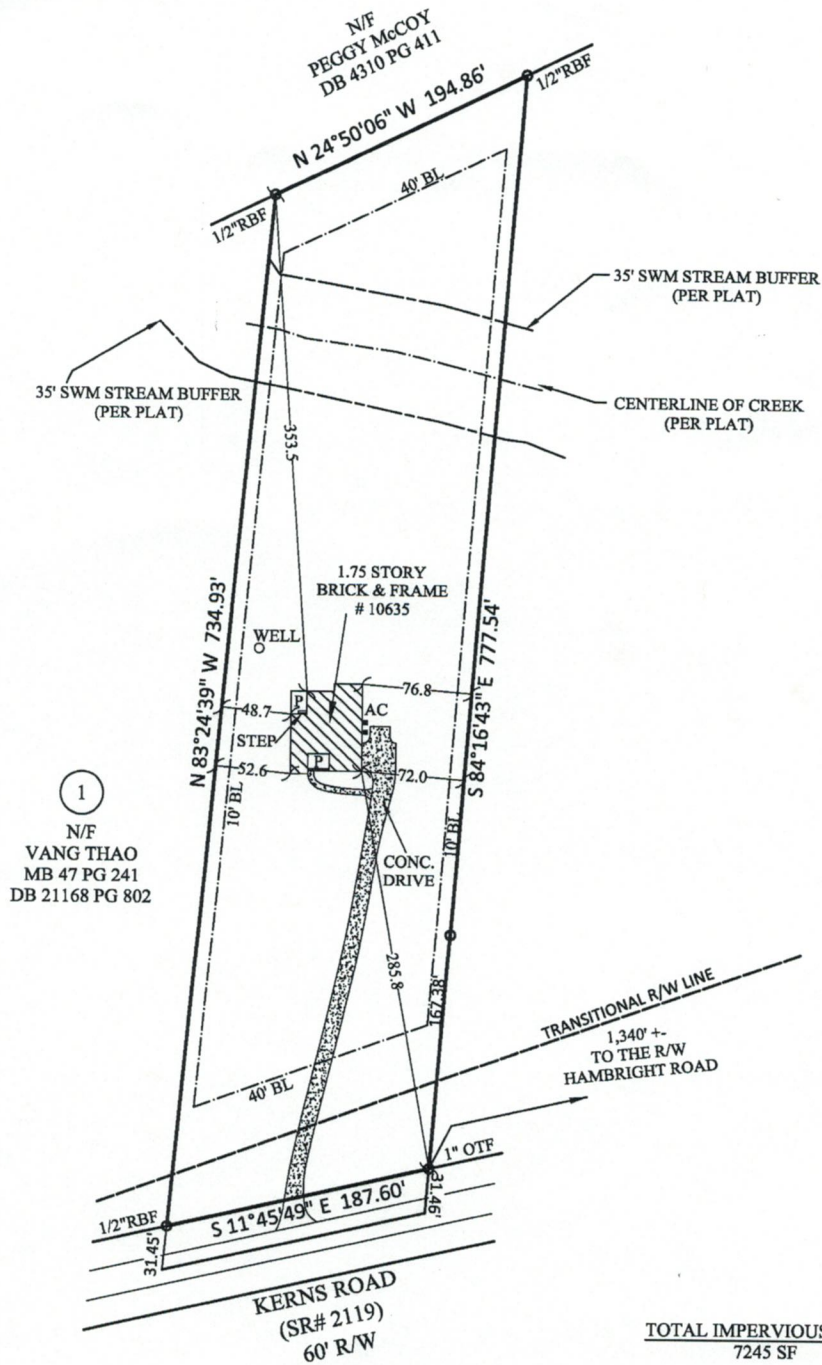 N/F
PEGGY McCOY
DB 4310 PG 411
N 24°50'06" W 194.86'
1/2"RBF
1/2"RBF
40' BL
35' SWM STREAM BUFFER
(PER PLAT)
35' SWM STREAM BUFFER
(PER PLAT)
CENTERLINE OF CREEK
(PER PLAT)
353.5
1.75 STORY
BRICK & FRAME
# 10635
WELL
N 83°24'39" W 734.93'
S 84°16'43" E 777.54'
76.8
P
48.7
AC
STEP
P
52.6
72.0
1
N/F
VANG THAO
MB 47 PG 241
DB 21168 PG 802
10' BL
10' BL
CONC.
DRIVE
285.8
167.38'
TRANSITIONAL R/W LINE
1,340' +-
TO THE R/W
HAMBRIGHT ROAD
40' BL
1" OTF
1/2"RBF
S 11°45'49" E 187.60'
31.46'
31.45'
KERNS ROAD
(SR# 2119)
60' R/W
TOTAL IMPERVIOUS
7245 SF